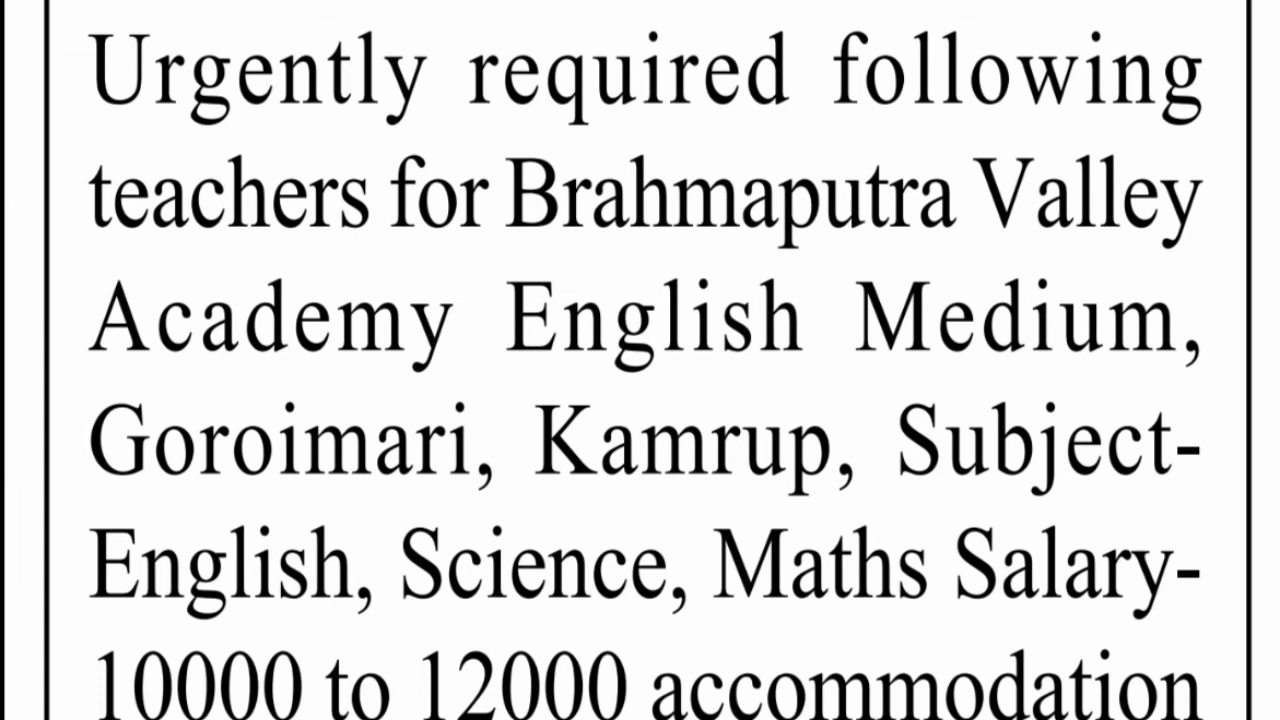 Urgently required following
teachers for Brahmaputra Valley
Academy English Medium,
Goroimari, Kamrup, Subject-
English, Science, Maths Salary-
10000 to 12000 accommodation